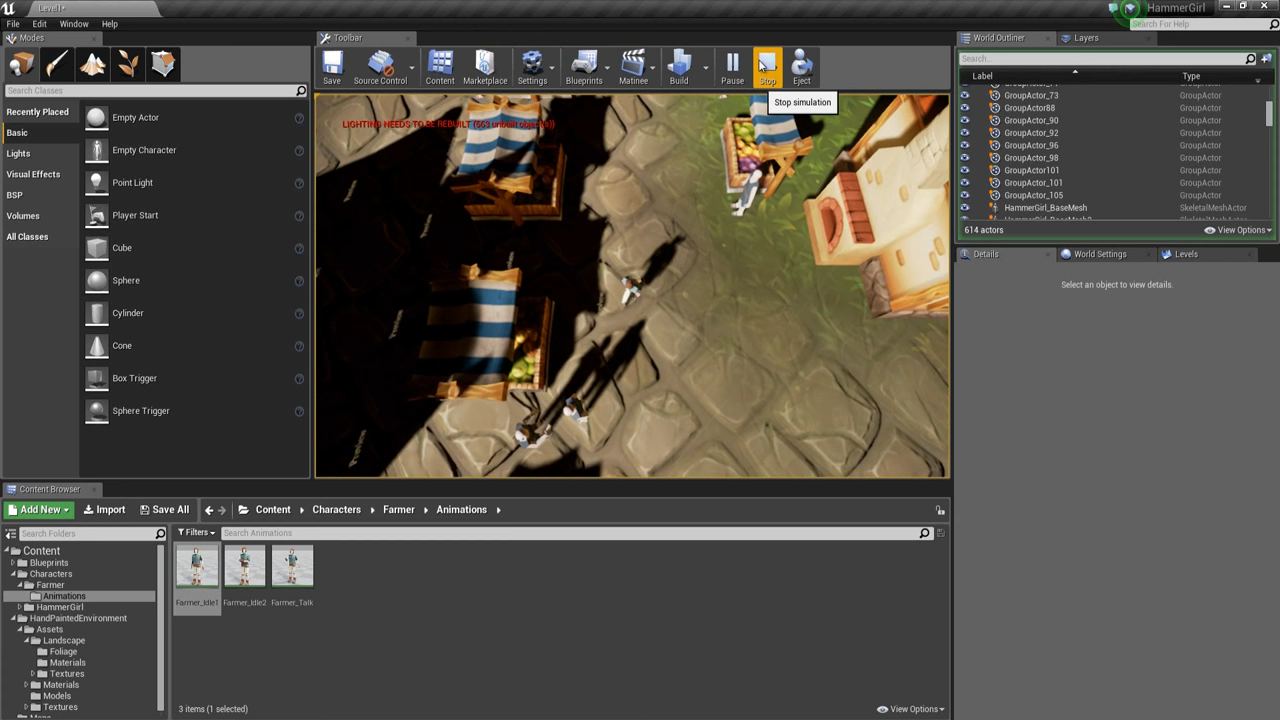 Level1*
HammerGirl
File Edit Window Help
Search For Help
Modes
Toolbar
World Outliner
Layers
Save
Source Control
Content
Marketplace
Settings
Blueprints
Matinee
Build
Pause
Stop
Eject
Stop simulation
Search Classes
Recently Placed
Basic
Lights
Visual Effects
BSP
Volumes
All Classes
Empty Actor
Empty Character
Point Light
Player Start
Cube
Sphere
Cylinder
Cone
Box Trigger
Sphere Trigger
LIGHTING NEEDS TO BE REBUILT (563 unbuilt object(s))
Search...
Label Type
GroupActor_73 GroupActor
GroupActor88 GroupActor
GroupActor_90 GroupActor
GroupActor_92 GroupActor
GroupActor_96 GroupActor
GroupActor_98 GroupActor
GroupActor101 GroupActor
GroupActor_101 GroupActor
GroupActor_105 GroupActor
HammerGirl_BaseMesh SkeletalMeshActor
614 actors
View Options
Details
World Settings
Levels
Select an object to view details.
Content Browser
Add New
Import
Save All
Content
Characters
Farmer
Animations
Search Folders
Filters
Search Animations
Content
Blueprints
Characters
Farmer
Animations
HammerGirl
HandPaintedEnvironment
Assets
Landscape
Foliage
Materials
Textures
Materials
Models
Textures
Farmer_Idle1
Farmer_Idle2
Farmer_Talk
3 items (1 selected)
View Options